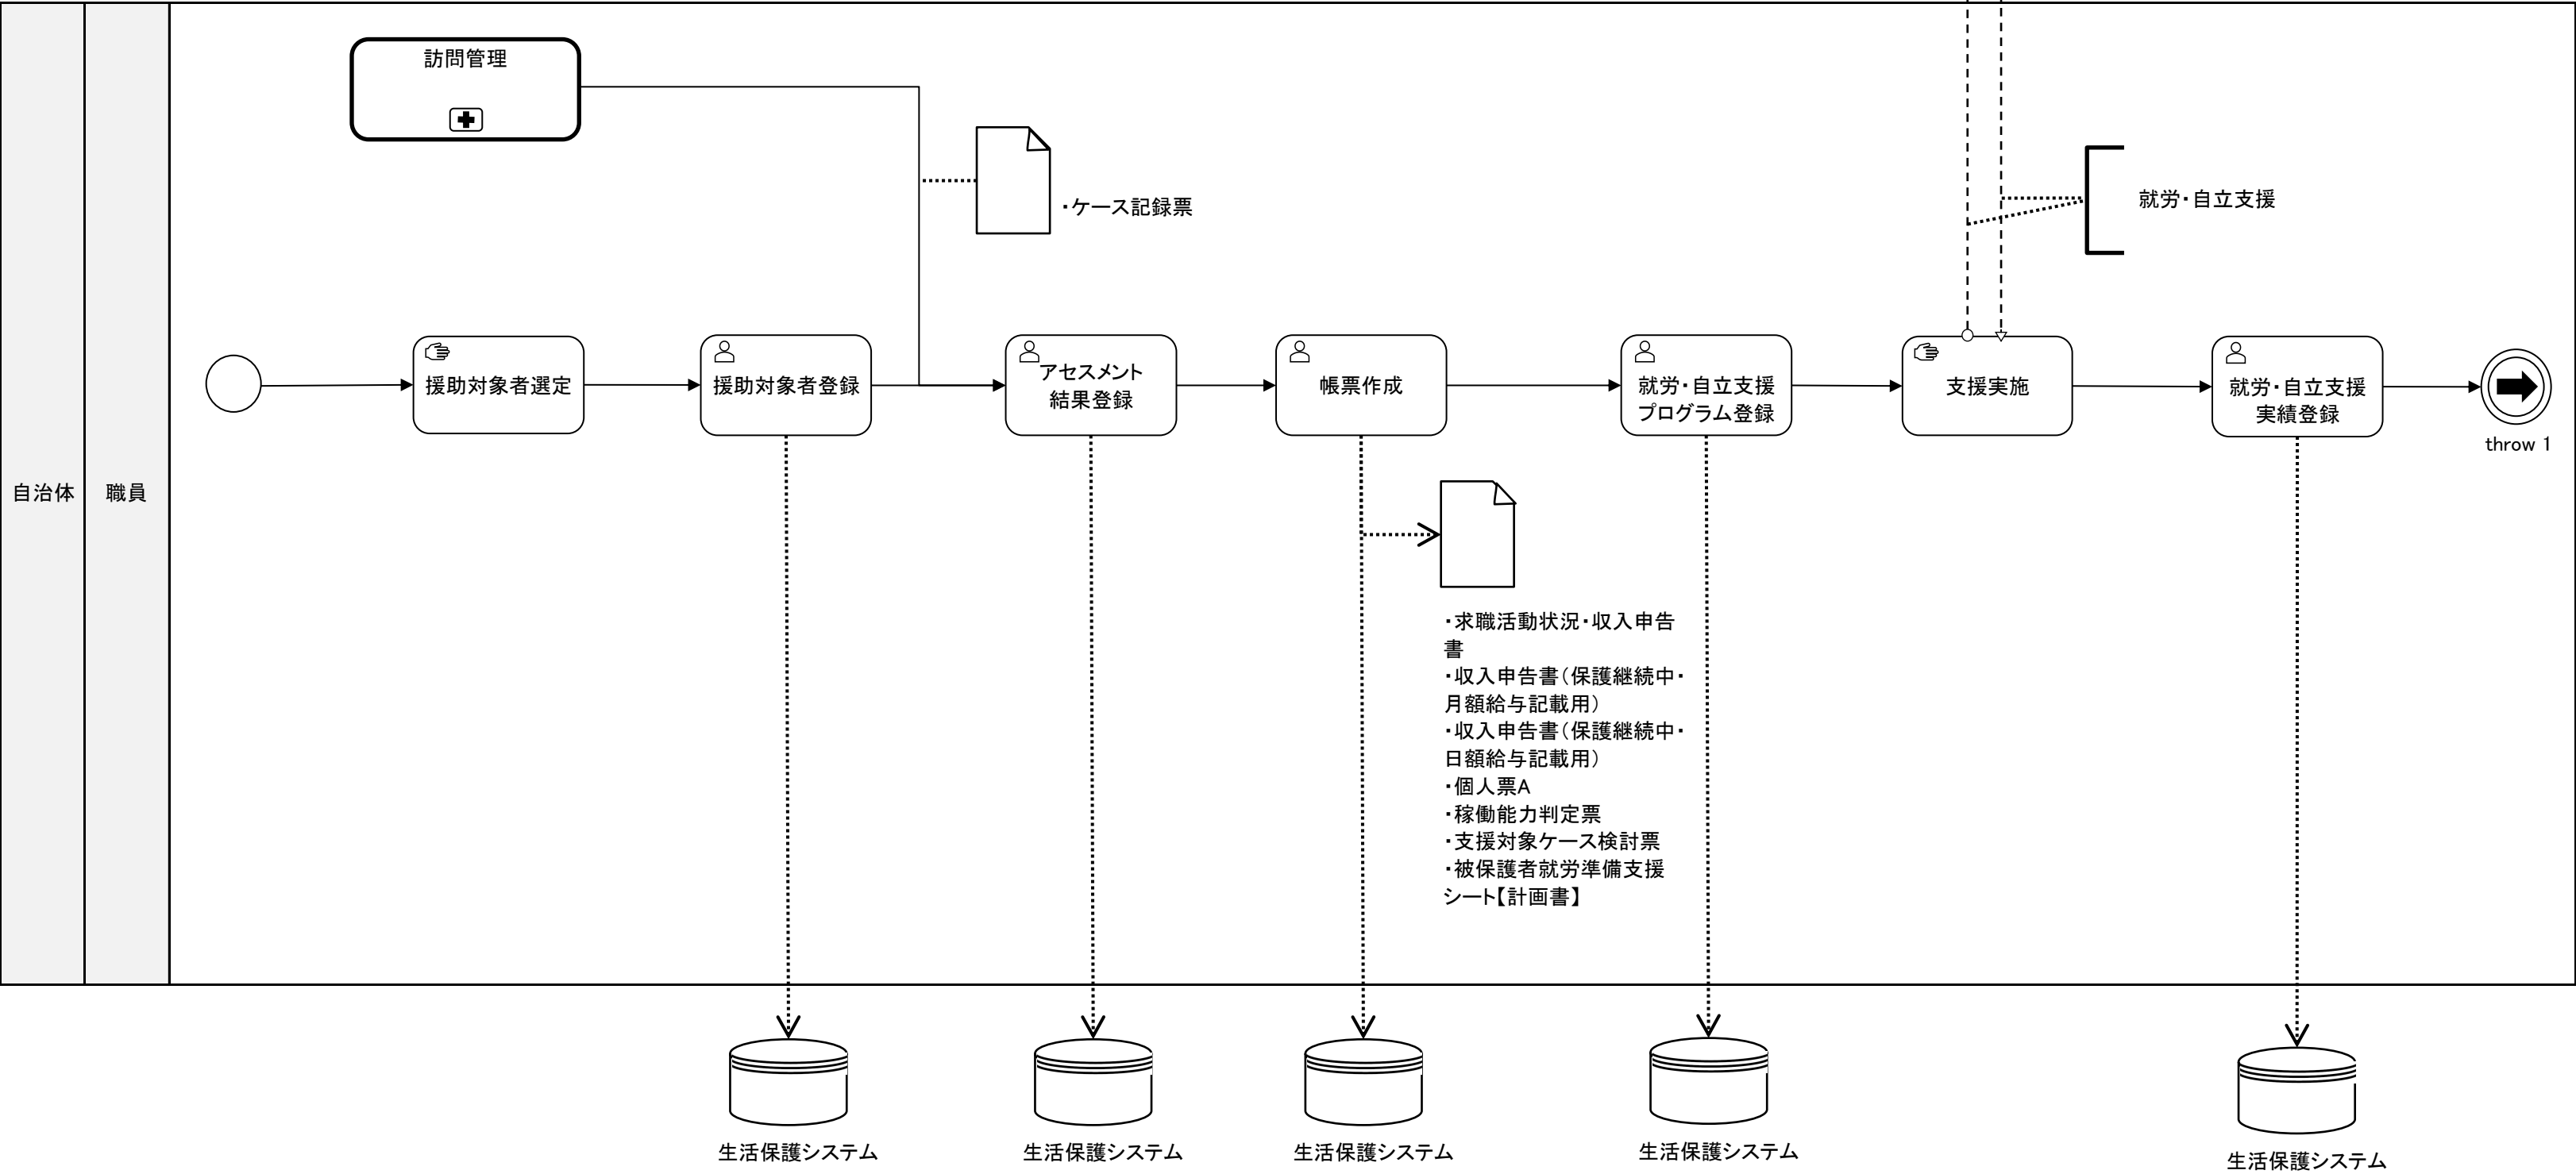 訪問管理
・ケース記録票
就労・自立支援
援助対象者選定
援助対象者登録
アセスメント
結果登録
帳票作成
就労・自立支援
プログラム登録
支援実施
就労・自立支援
実績登録
throw 1
自治体
職員
・求職活動状況・収入申告
書
・収入申告書（保護継続中・
月額給与記載用）
・収入申告書（保護継続中・
日額給与記載用）
・個人票A
・稼働能力判定票
・支援対象ケース検討票
・被保護者就労準備支援
シート【計画書】
生活保護システム
生活保護システム
生活保護システム
生活保護システム
生活保護システム